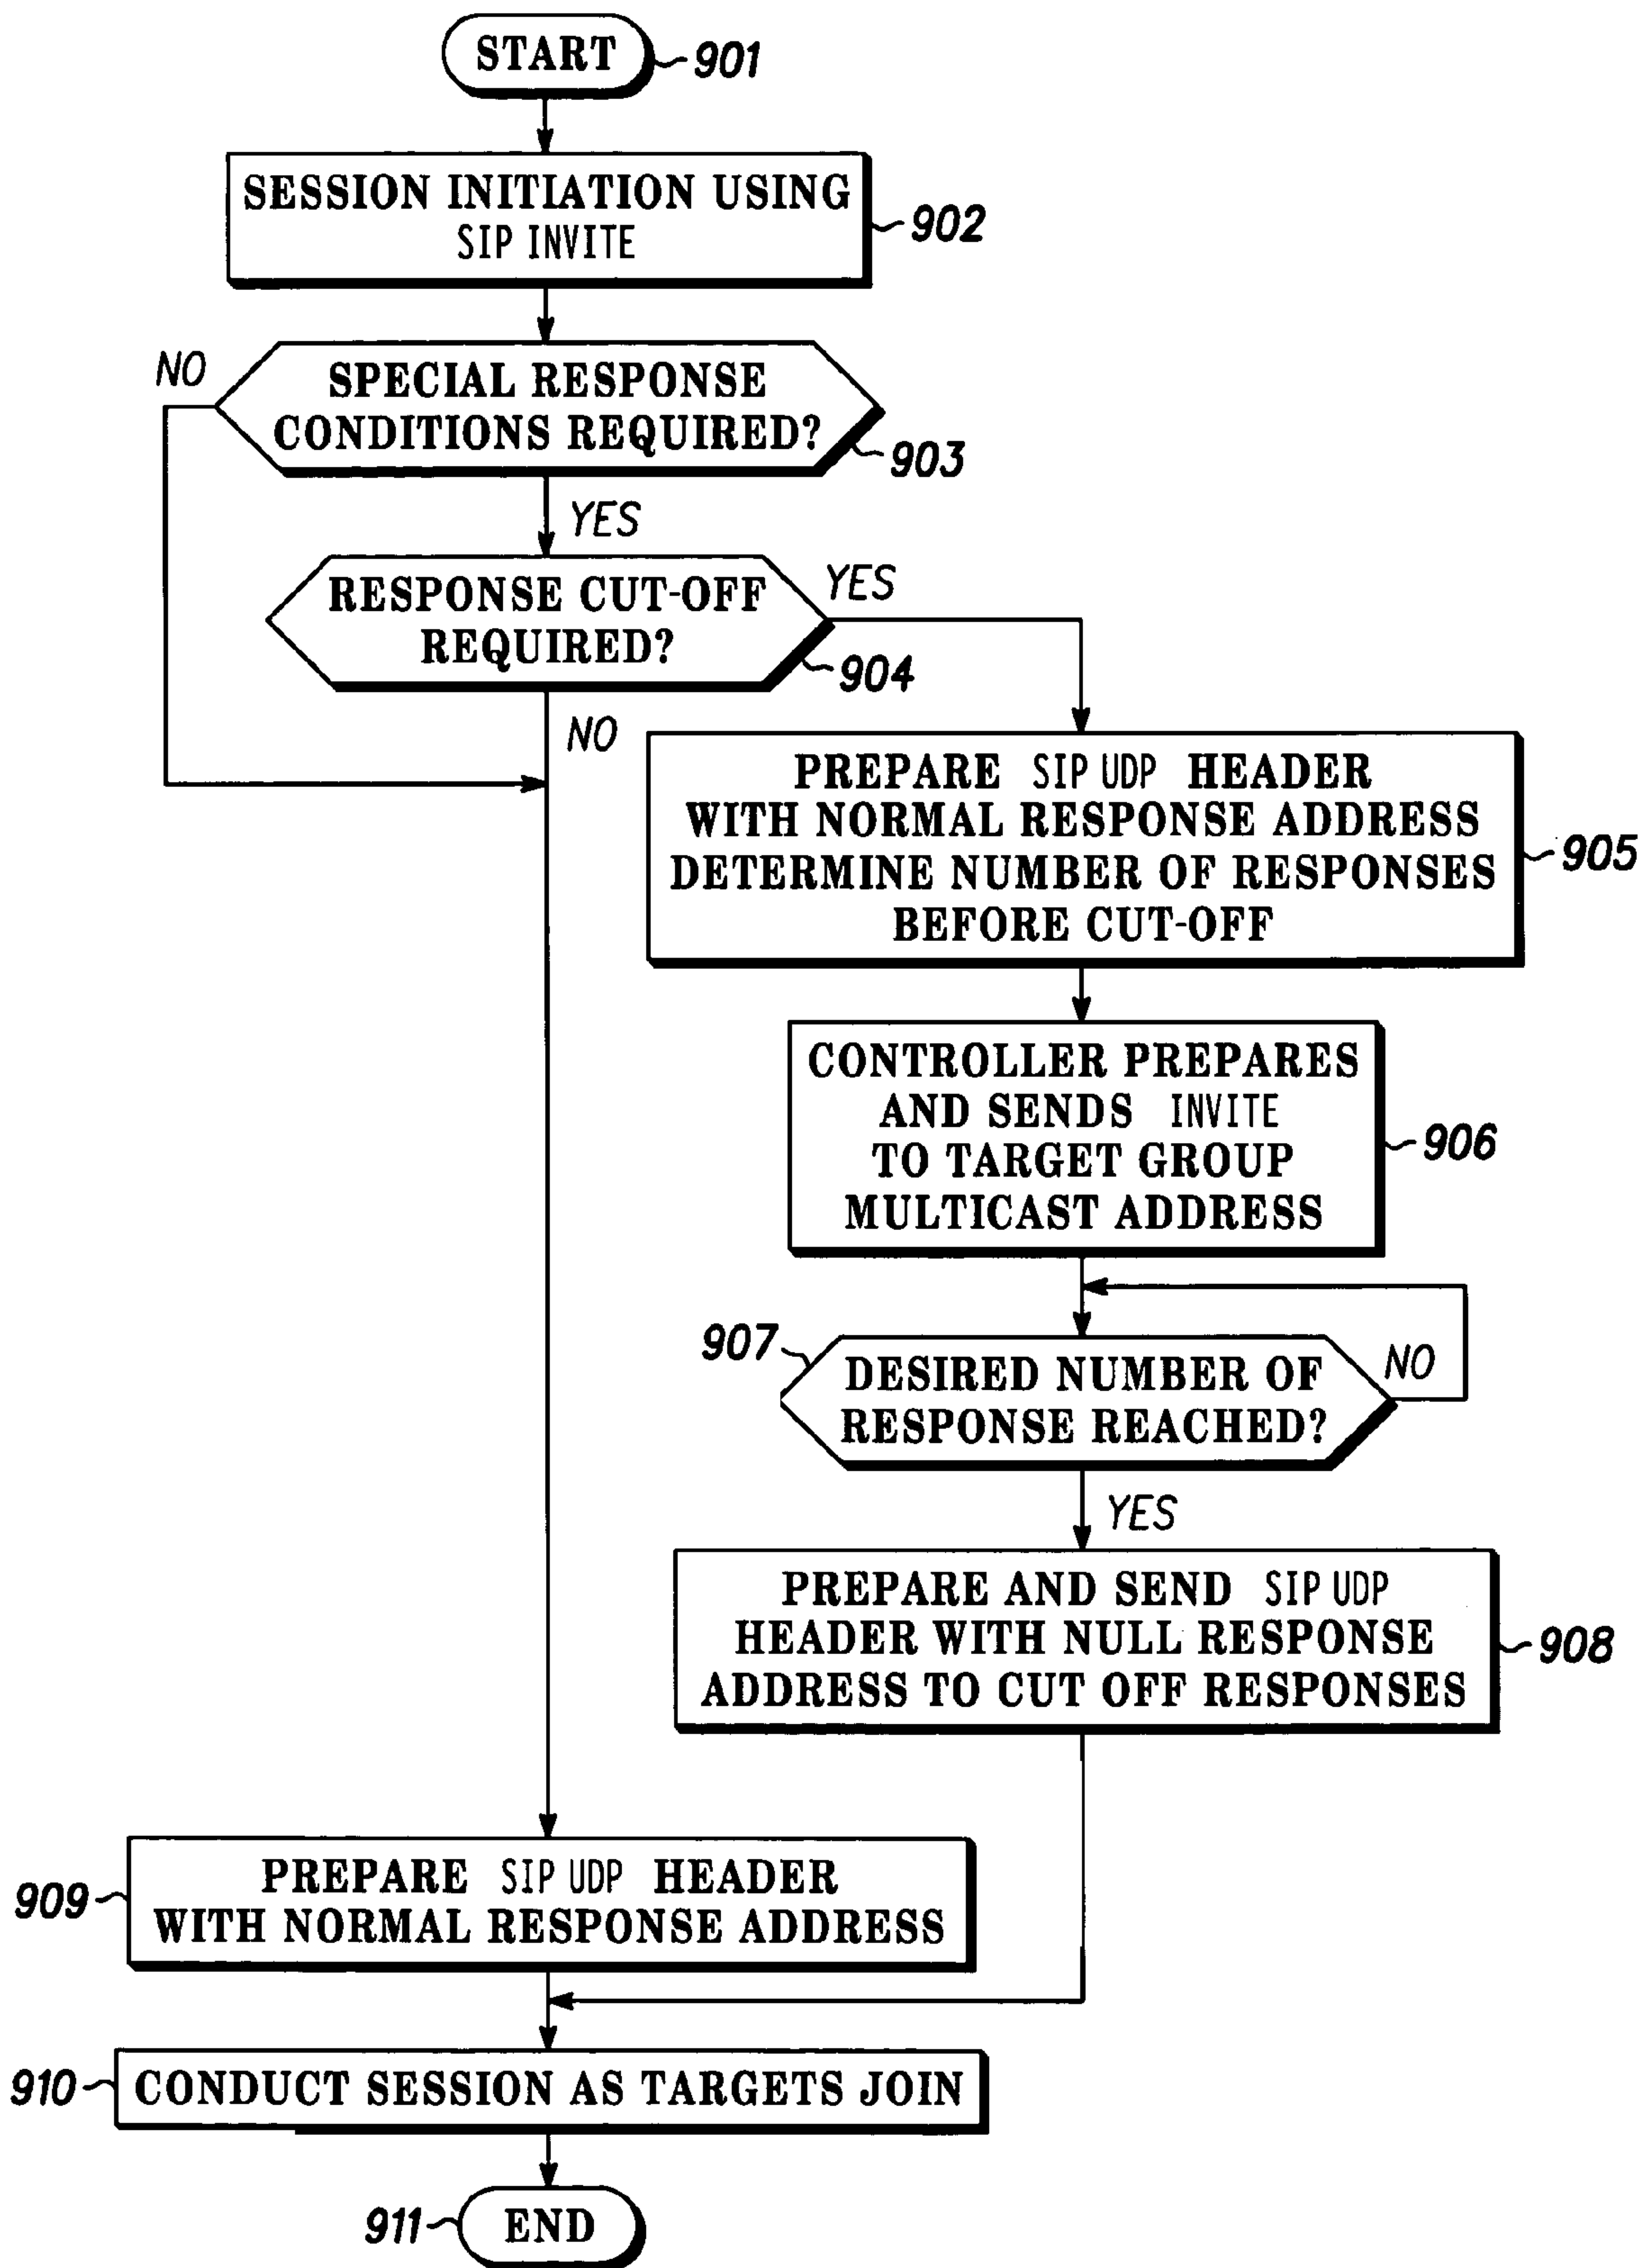 START
901
SESSION INITIATION USING
SIP INVITE
902
NO
SPECIAL RESPONSE
CONDITIONS REQUIRED?
903
YES
RESPONSE CUT-OFF
REQUIRED?
YES
904
NO
PREPARE SIP UDP HEADER
WITH NORMAL RESPONSE ADDRESS
DETERMINE NUMBER OF RESPONSES
BEFORE CUT-OFF
905
CONTROLLER PREPARES
AND SENDS INVITE
TO TARGET GROUP
MULTICAST ADDRESS
906
907
DESIRED NUMBER OF
RESPONSE REACHED?
NO
YES
PREPARE AND SEND SIP UDP
HEADER WITH NULL RESPONSE
ADDRESS TO CUT OFF RESPONSES
908
909
PREPARE SIP UDP HEADER
WITH NORMAL RESPONSE ADDRESS
910
CONDUCT SESSION AS TARGETS JOIN
911
END